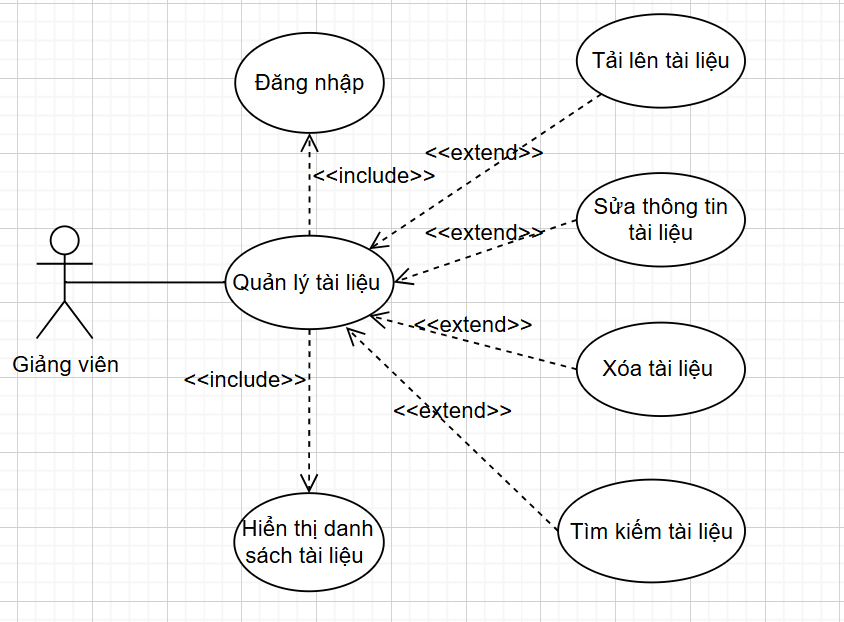 Đăng nhập
Tải lên tài liệu
<<extend>>
<<include>>
Sửa thông tin
tài liệu
<<extend>>
Quản lý tài liệu
<<extend>>
Giảng viên
Xóa tài liệu
<<include>>
<<extend>>
Hiển thị danh
sách tài liệu
Tìm kiếm tài liệu